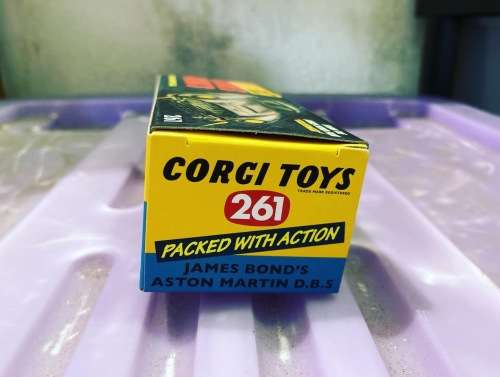 CORGI TOYS
TRADE MARK REGISTERED
261
PACKED WITH ACTION
JAMES BOND'S
ASTON MARTIN D.B.5